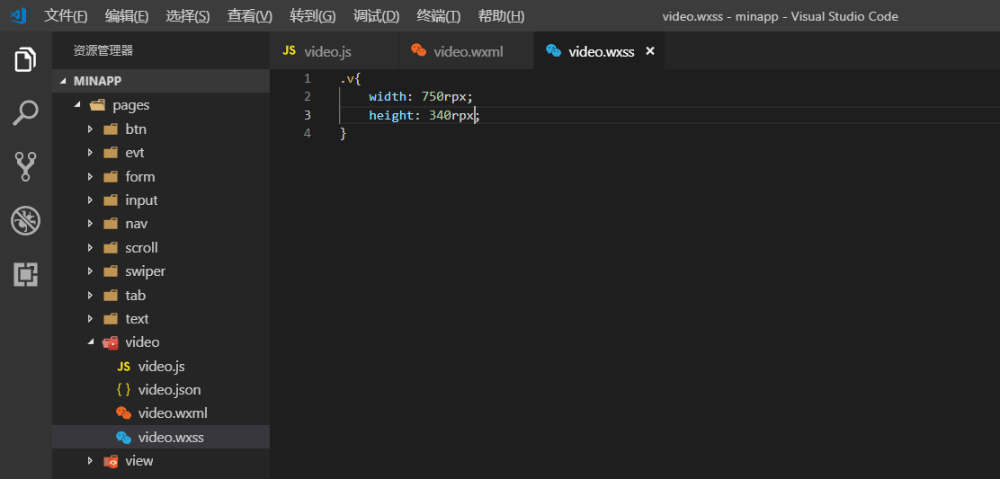 文件(F) 编辑(E) 选择(S) 查看(V) 转到(G) 调试(D) 终端(T) 帮助(H) video.wxss - minapp - Visual Studio Code
资源管理器
MINAPP
pages
btn
evt
form
input
nav
scroll
swiper
tab
text
video
JS video.js
{ } video.json
video.wxml
video.wxss
view
JS video.js video.wxml video.wxss ×
1 .v{
2 width: 750rpx;
3 height: 340rpx;
4 }